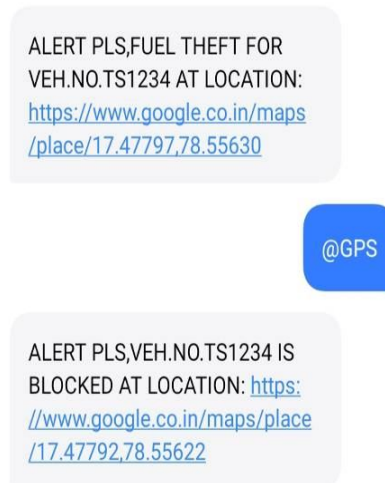 ALERT PLS,FUEL THEFT FOR
VEH.NO.TS1234 AT LOCATION:
https://www.google.co.in/maps
/place/17.47797,78.55630
@GPS
ALERT PLS,VEH.NO.TS1234 IS
BLOCKED AT LOCATION: https:
//www.google.co.in/maps/place
/17.47792,78.55622